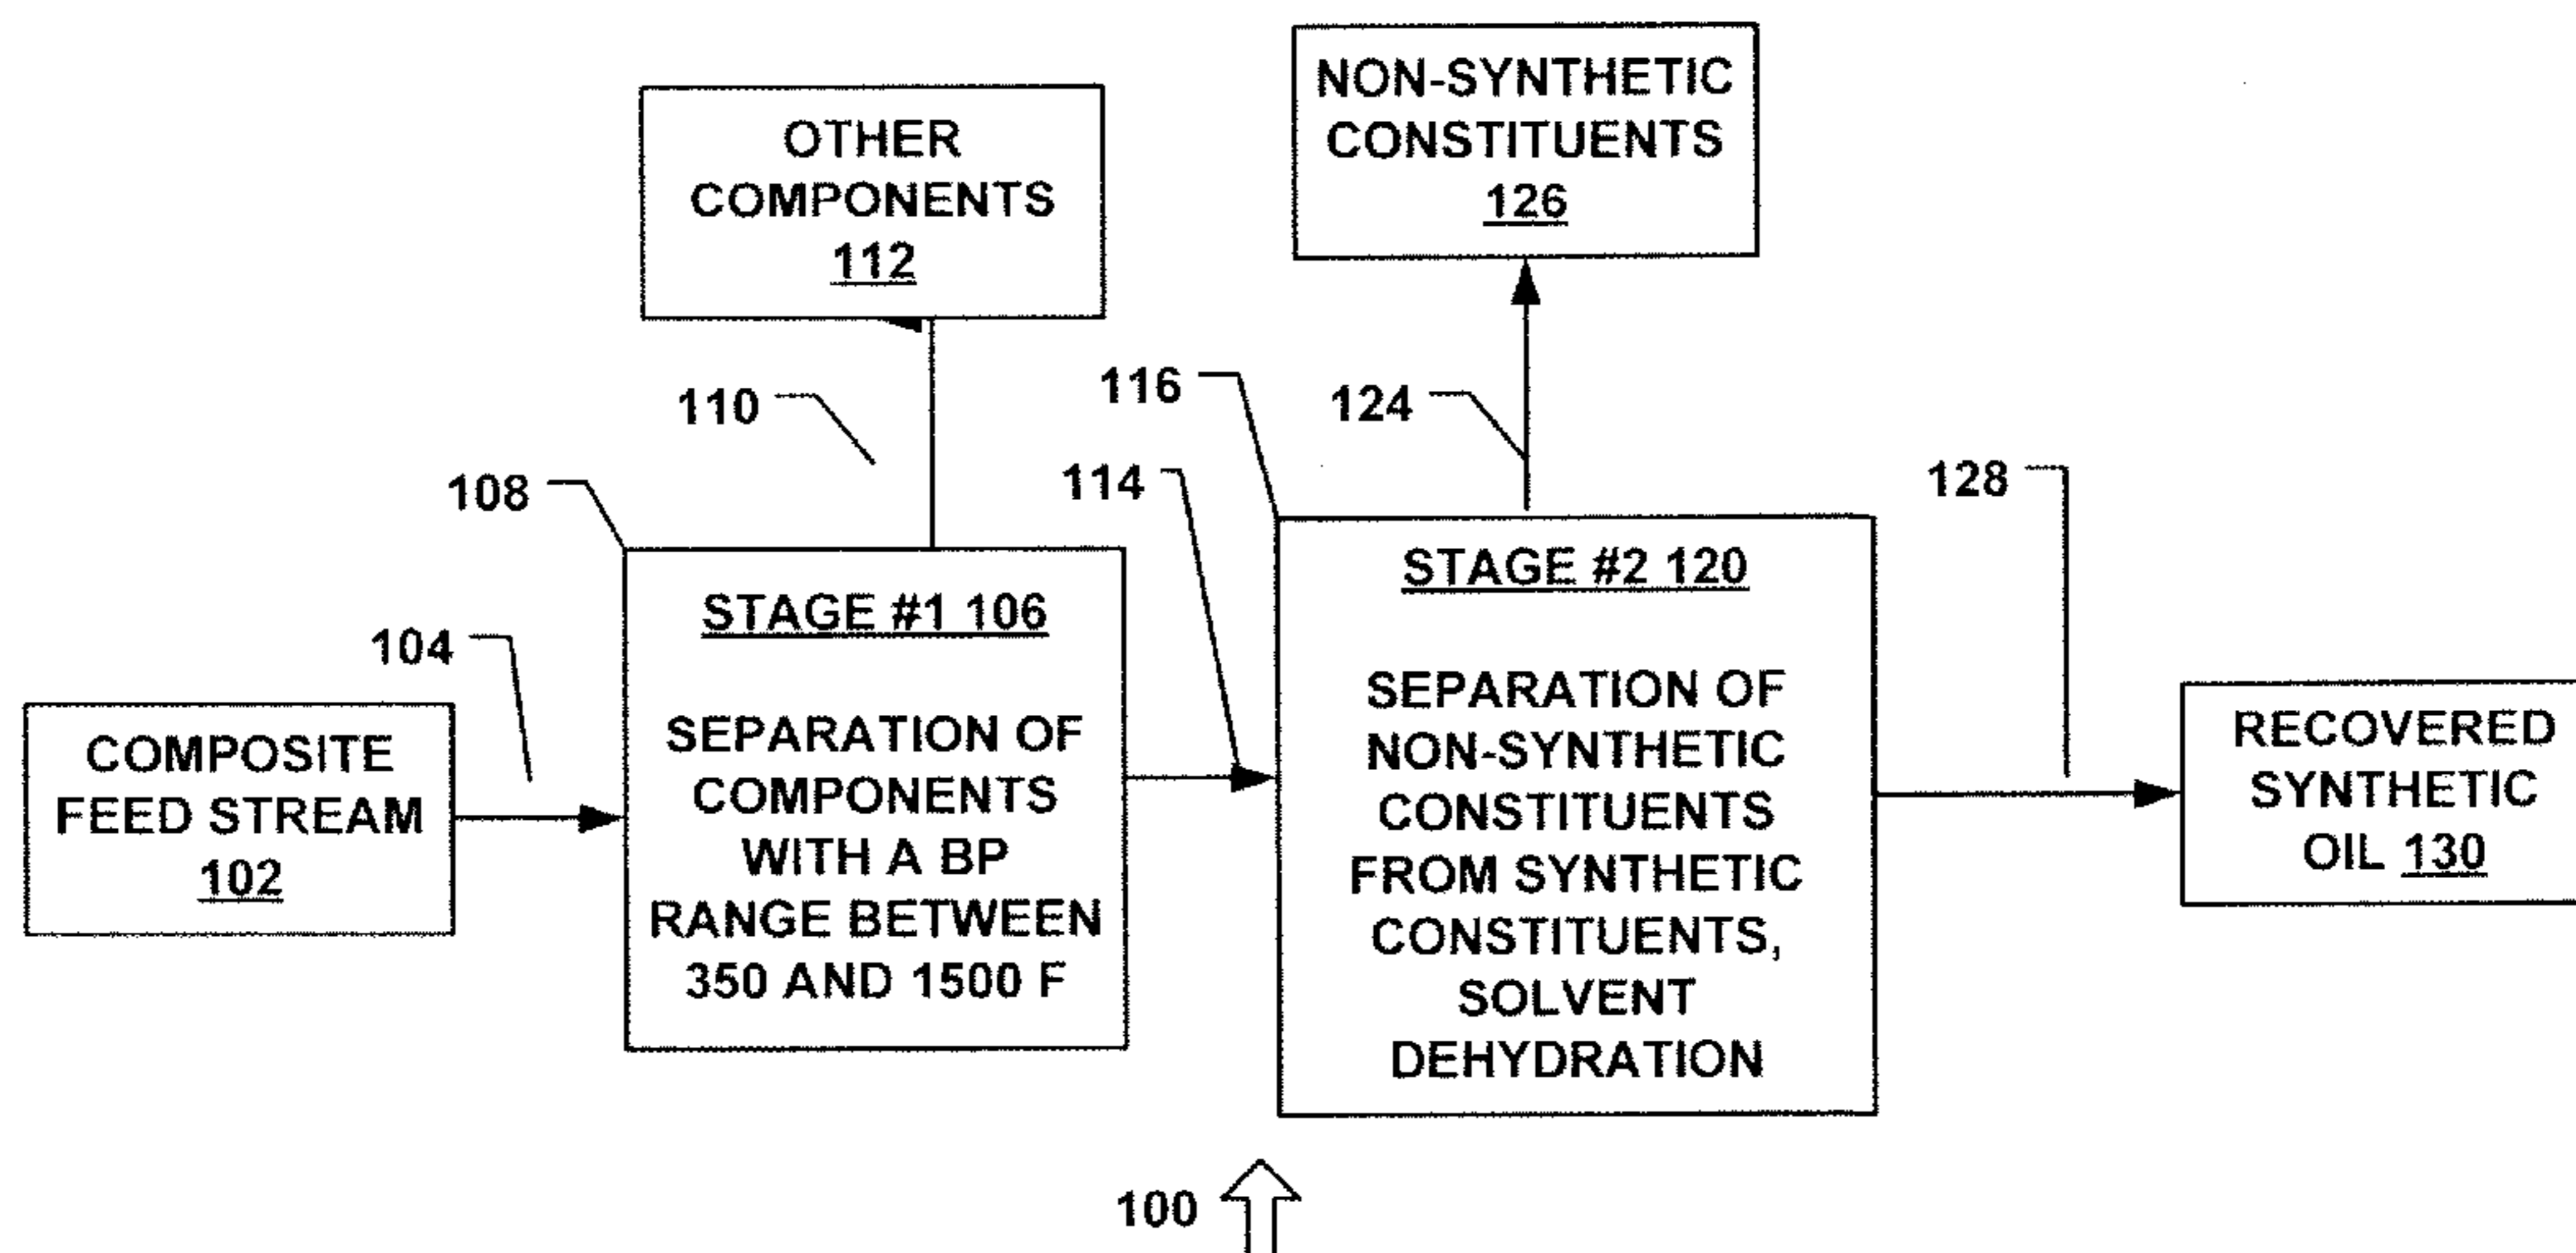 NON-SYNTHETIC
CONSTITUENTS
126
OTHER
COMPONENTS
112
110
116
124
108
114
128
104
COMPOSITE
FEED STREAM
102
STAGE #1 106
SEPARATION OF
COMPONENTS
WITH A BP
RANGE BETWEEN
350 AND 1500 F
STAGE #2 120
SEPARATION OF
NON-SYNTHETIC
CONSTITUENTS
FROM SYNTHETIC
CONSTITUENTS,
SOLVENT
DEHYDRATION
RECOVERED
SYNTHETIC
OIL 130
100